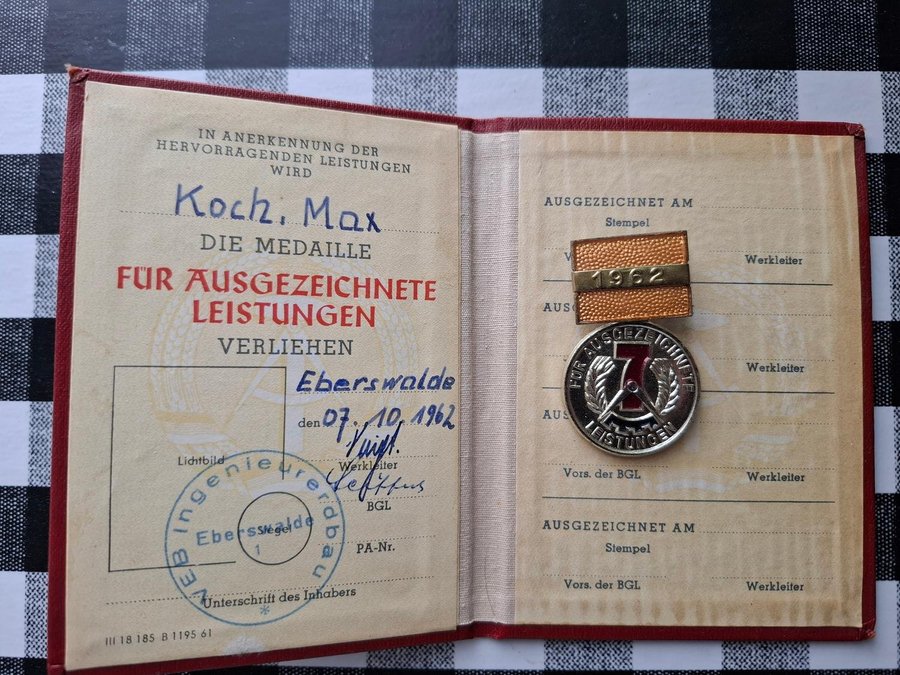 IN ANERKENNUNG DER
HERVORRAGENDEN LEISTUNGEN
WIRD
Koch, Max
DIE MEDAILLE
FÜR AUSGEZEICHNETE
LEISTUNGEN
VERLIEHEN
Eberswalde
den 07. 10. 1962
Lichtbild
Werkleiter
BGL
Siegel
PA-Nr.
VEB Ingenieurerdbau
Eberswalde
1
Unterschrift des Inhabers
III 18 185 B 1195 61
AUSGEZEICHNET AM
Stempel
Werkleiter
1962
Werkleiter
FÜR AUSGEZEICHNETE
7
LEISTUNGEN
Vors. der BGL
Werkleiter
AUSGEZEICHNET AM
Stempel
Vors. der BGL
Werkleiter